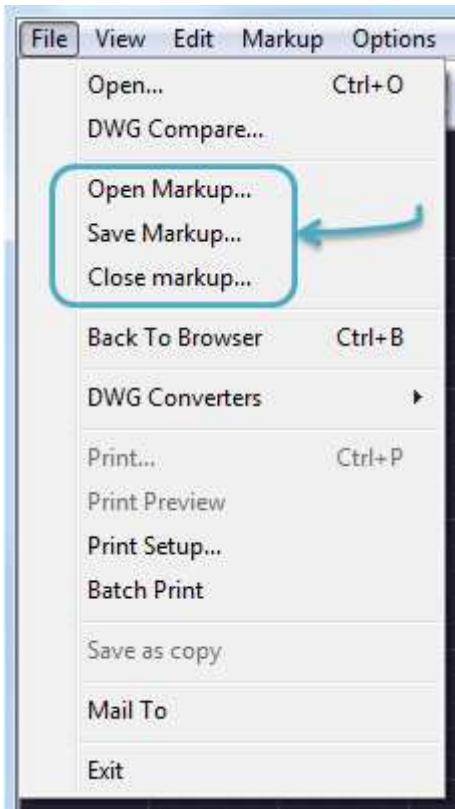 File View Edit Markup Options
Open... Ctrl+O
DWG Compare...
Open Markup...
Save Markup...
Close markup...
Back To Browser Ctrl+B
DWG Converters
Print... Ctrl+P
Print Preview
Print Setup...
Batch Print
Save as copy
Mail To
Exit